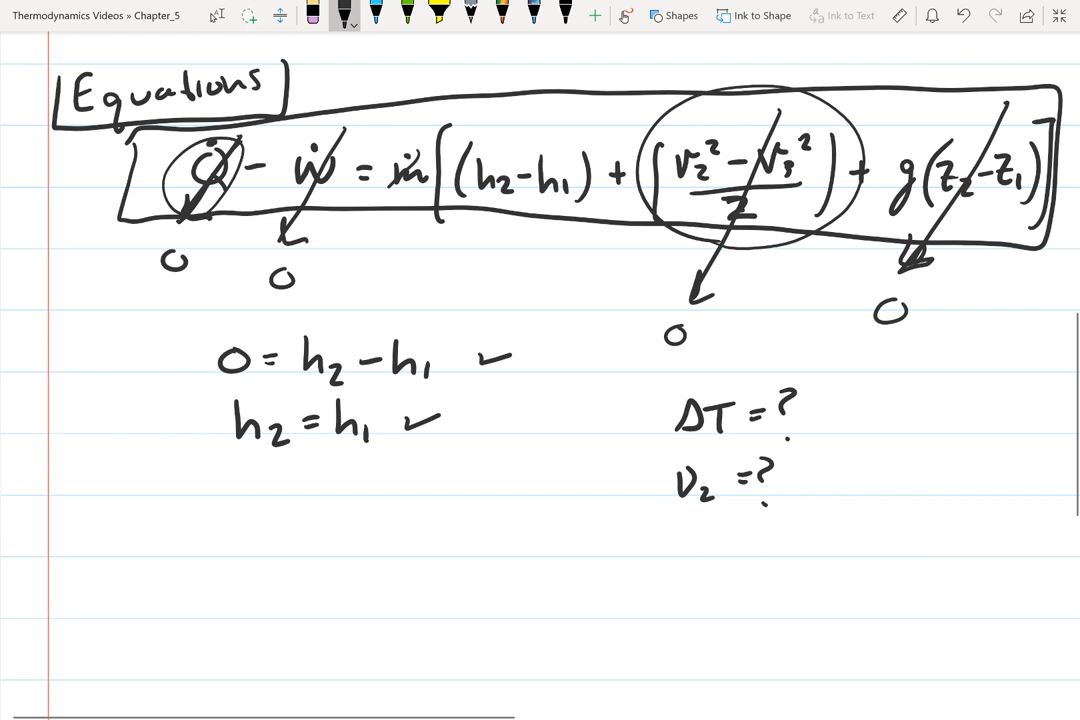 Thermodynamics Videos » Chapter_5
Shapes
Ink to Shape
Ink to Text
Equations
Q̇ - ẇ = ṁ[(h₂-h₁) + (v₂² - v₁²)/2 + g(z₂-z₁)]
0 0 0 0
0 = h₂ - h₁ ✓
h₂ = h₁ ✓
ΔT = ?
ν₂ = ?